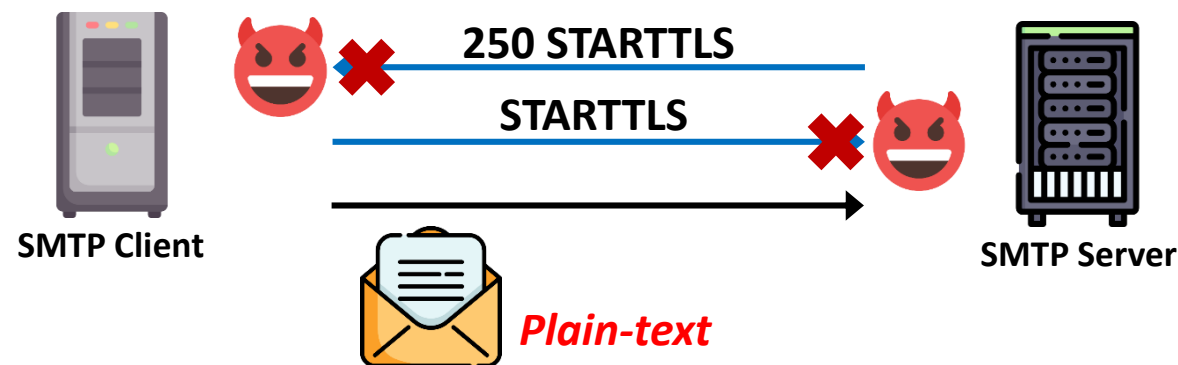 250 STARTTLS
STARTTLS
SMTP Client
SMTP Server
Plain-text